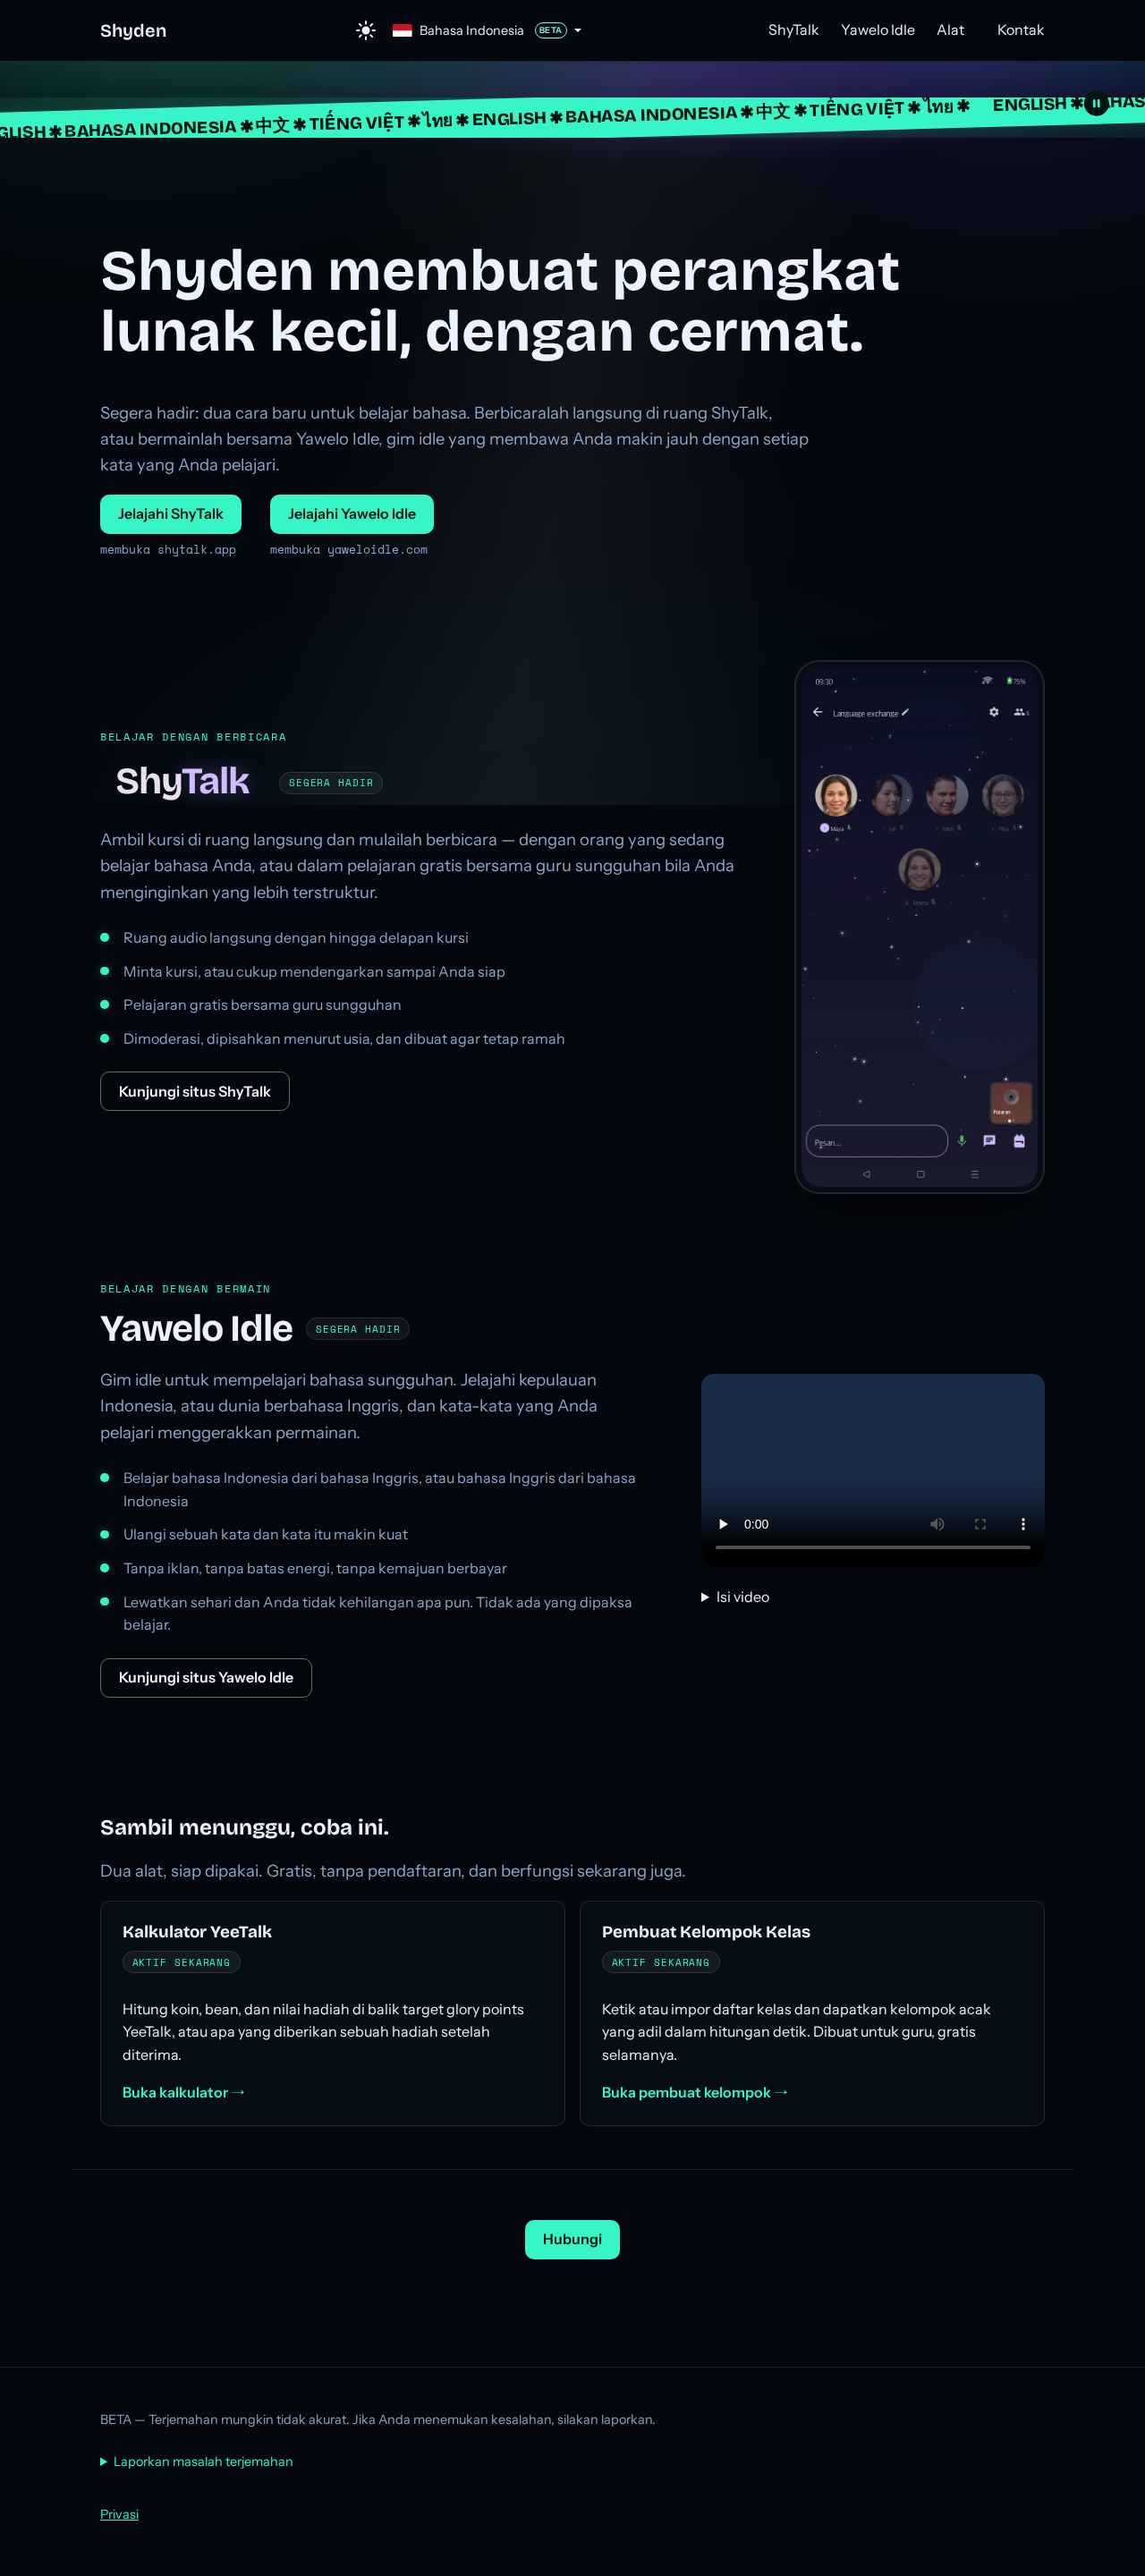 Shyden
Bahasa Indonesia BETA
ShyTalk Yawelo Idle Alat Kontak
GLISH ✱ BAHASA INDONESIA ✱ 中文 ✱ TIẾNG VIỆT ✱ ไทย ✱ ENGLISH ✱ BAHASA INDONESIA ✱ 中文 ✱ TIẾNG VIỆT ✱ ไทย ✱ ENGLISH ✱
Shyden membuat perangkat
lunak kecil, dengan cermat.
Segera hadir: dua cara baru untuk belajar bahasa. Berbicaralah langsung di ruang ShyTalk,
atau bermainlah bersama Yawelo Idle, gim idle yang membawa Anda makin jauh dengan setiap
kata yang Anda pelajari.
Jelajahi ShyTalk
membuka shytalk.app
Jelajahi Yawelo Idle
membuka yaweloidle.com
BELAJAR DENGAN BERBICARA
ShyTalk SEGERA HADIR
Ambil kursi di ruang langsung dan mulailah berbicara — dengan orang yang sedang
belajar bahasa Anda, atau dalam pelajaran gratis bersama guru sungguhan bila Anda
menginginkan yang lebih terstruktur.
Ruang audio langsung dengan hingga delapan kursi
Minta kursi, atau cukup mendengarkan sampai Anda siap
Pelajaran gratis bersama guru sungguhan
Dimoderasi, dipisahkan menurut usia, dan dibuat agar tetap ramah
Kunjungi situs ShyTalk
09:30 75%
Language exchange 6
Maya
Emma
Putaran
Pesan...
BELAJAR DENGAN BERMAIN
Yawelo Idle SEGERA HADIR
Gim idle untuk mempelajari bahasa sungguhan. Jelajahi kepulauan
Indonesia, atau dunia berbahasa Inggris, dan kata-kata yang Anda
pelajari menggerakkan permainan.
Belajar bahasa Indonesia dari bahasa Inggris, atau bahasa Inggris dari bahasa
Indonesia
Ulangi sebuah kata dan kata itu makin kuat
Tanpa iklan, tanpa batas energi, tanpa kemajuan berbayar
Lewatkan sehari dan Anda tidak kehilangan apa pun. Tidak ada yang dipaksa
belajar.
Kunjungi situs Yawelo Idle
0:00
Isi video
Sambil menunggu, coba ini.
Dua alat, siap dipakai. Gratis, tanpa pendaftaran, dan berfungsi sekarang juga.
Kalkulator YeeTalk
AKTIF SEKARANG
Hitung koin, bean, dan nilai hadiah di balik target glory points
YeeTalk, atau apa yang diberikan sebuah hadiah setelah
diterima.
Buka kalkulator →
Pembuat Kelompok Kelas
AKTIF SEKARANG
Ketik atau impor daftar kelas dan dapatkan kelompok acak
yang adil dalam hitungan detik. Dibuat untuk guru, gratis
selamanya.
Buka pembuat kelompok →
Hubungi
BETA — Terjemahan mungkin tidak akurat. Jika Anda menemukan kesalahan, silakan laporkan.
Laporkan masalah terjemahan
Privasi